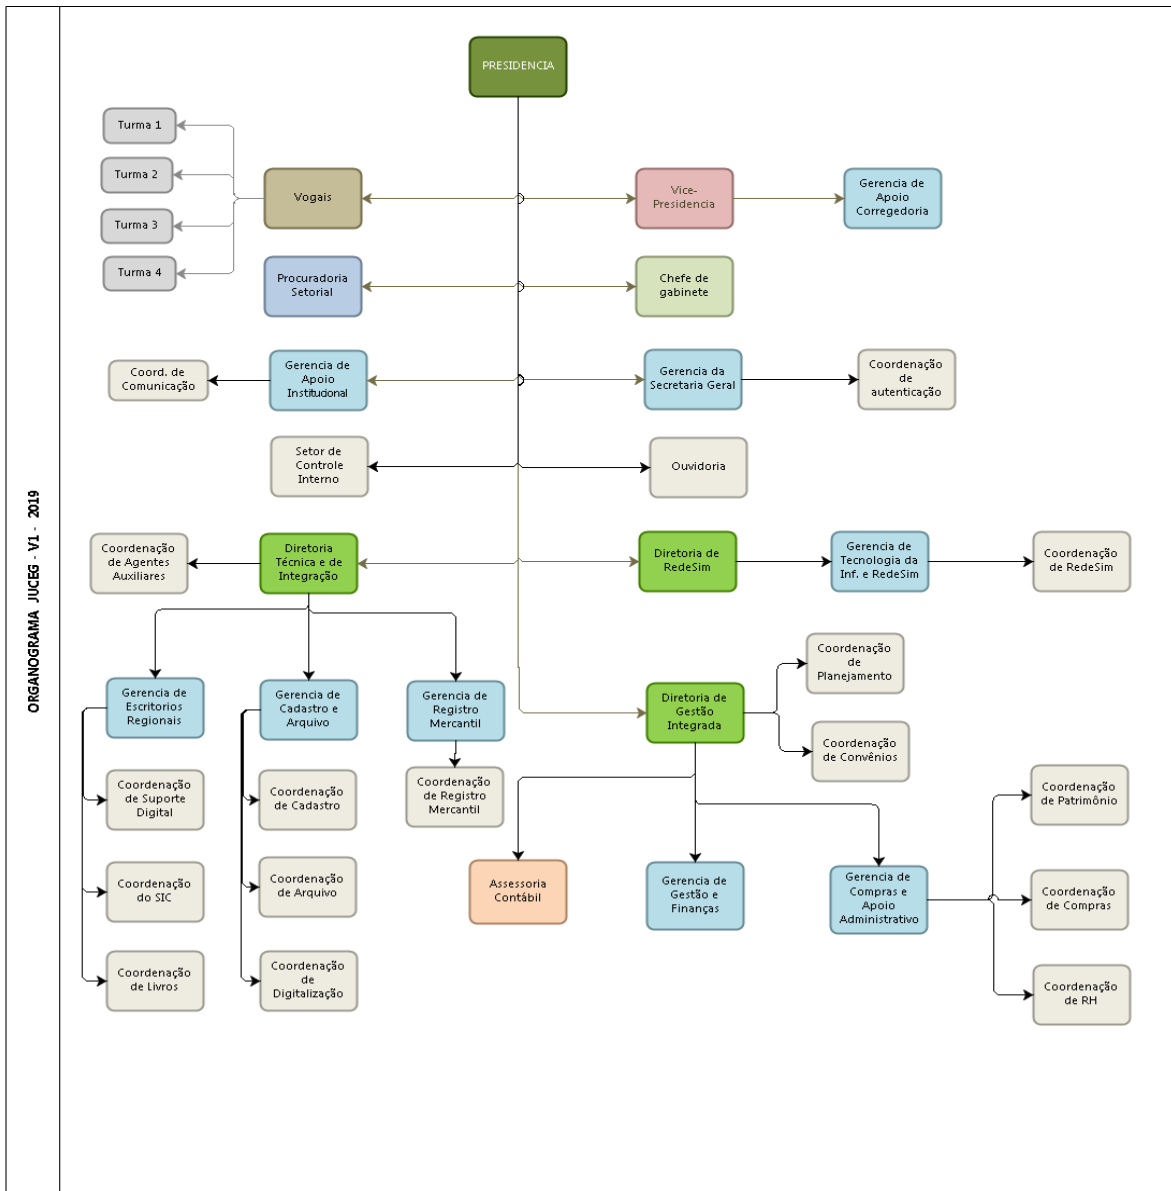 ORGANOGRAMA JUCEG - V1 - 2019
PRESIDENCIA
Turma 1
Turma 2
Turma 3
Turma 4
Vogais
Vice-
Presidencia
Gerencia de
Apoio
Corregedoria
Procuradoria
Setorial
Chefe de
gabinete
Coord. de
Comunicação
Gerencia de
Apoio
Institucional
Gerencia da
Secretaria Geral
Coordenação
de
autenticação
Setor de
Controle
Interno
Ouvidoria
Coordenação
de Agentes
Auxiliares
Diretoria
Técnica e de
Integração
Diretoria de
RedeSim
Gerencia de
Tecnologia da
Inf. e RedeSim
Coordenação
de RedeSim
Gerencia de
Escritorios
Regionais
Gerencia de
Cadastro e
Arquivo
Gerencia de
Registro
Mercantil
Diretoria de
Gestão
Integrada
Coordenação
de
Planejamento
Coordenação
de Convênios
Coordenação
de Suporte
Digital
Coordenação
de Cadastro
Coordenação
de Registro
Mercantil
Coordenação
de Patrimônio
Coordenação
do SIC
Coordenação
de Arquivo
Assessoria
Contábil
Gerencia de
Gestão e
Finanças
Gerencia de
Compras e
Apoio
Administrativo
Coordenação
de Compras
Coordenação
de Livros
Coordenação
de
Digitalização
Coordenação
de RH